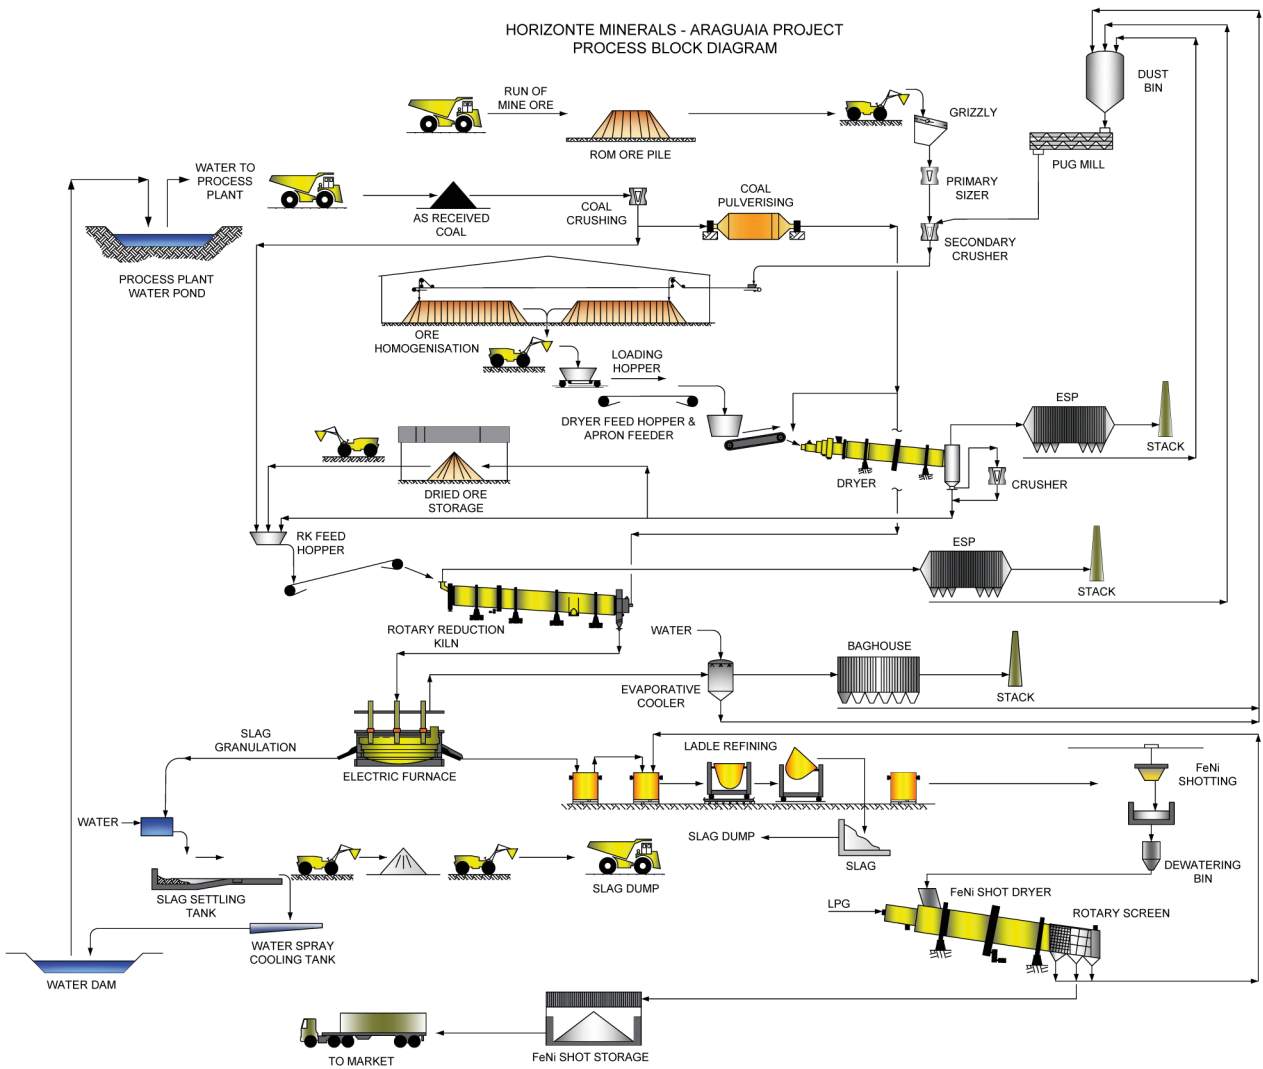 HORIZONTE MINERALS - ARAGUAIA PROJECT
PROCESS BLOCK DIAGRAM
DUST
BIN
RUN OF
MINE ORE
GRIZZLY
ROM ORE PILE
PUG MILL
WATER TO
PROCESS
PLANT
PRIMARY
SIZER
COAL
PULVERISING
COAL
CRUSHING
AS RECEIVED
COAL
SECONDARY
CRUSHER
PROCESS PLANT
WATER POND
ORE
HOMOGENISATION
LOADING
HOPPER
DRYER FEED HOPPER &
APRON FEEDER
ESP
STACK
DRYER
CRUSHER
DRIED ORE
STORAGE
RK FEED
HOPPER
ESP
STACK
ROTARY REDUCTION
KILN
WATER
BAGHOUSE
EVAPORATIVE
COOLER
STACK
SLAG
GRANULATION
ELECTRIC FURNACE
LADLE REFINING
FeNi
SHOTTING
WATER
SLAG DUMP
SLAG
DEWATERING
BIN
SLAG DUMP
SLAG SETTLING
TANK
FeNi SHOT DRYER
LPG
ROTARY SCREEN
WATER SPRAY
COOLING TANK
WATER DAM
FeNi SHOT STORAGE
TO MARKET